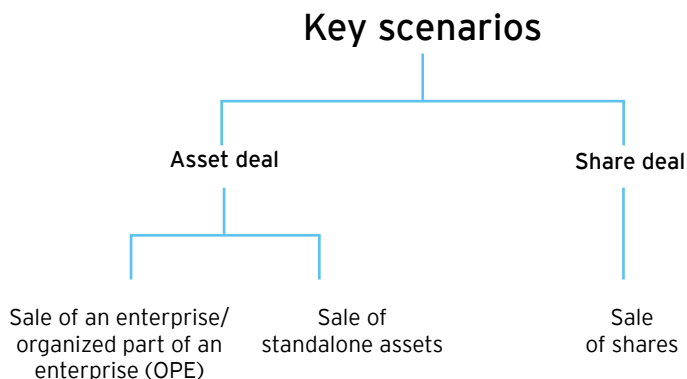 Key scenarios
Asset deal
Share deal
Sale of an enterprise/
organized part of an
enterprise (OPE)
Sale of
standalone assets
Sale
of shares